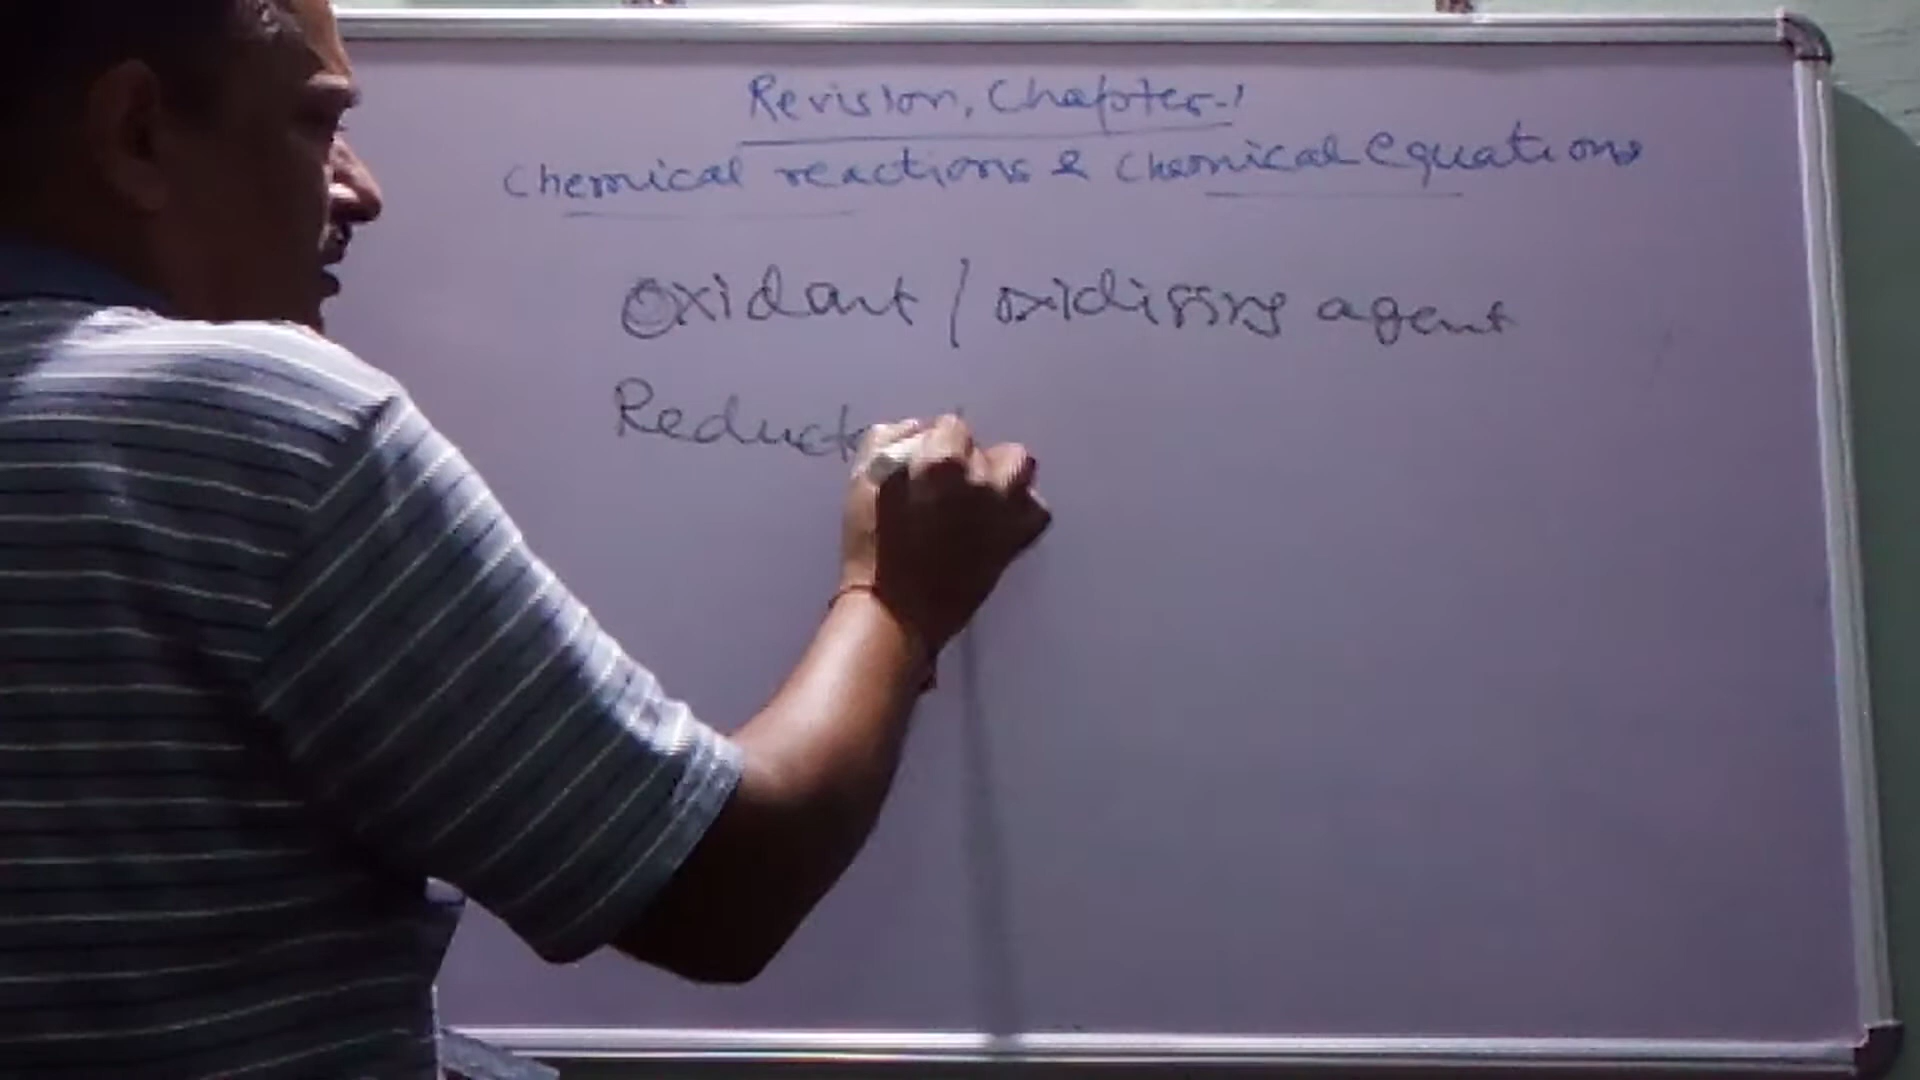 Revision, Chapter-1
Chemical reactions & Chemical equations
Oxidant / oxidising agent
Reduct